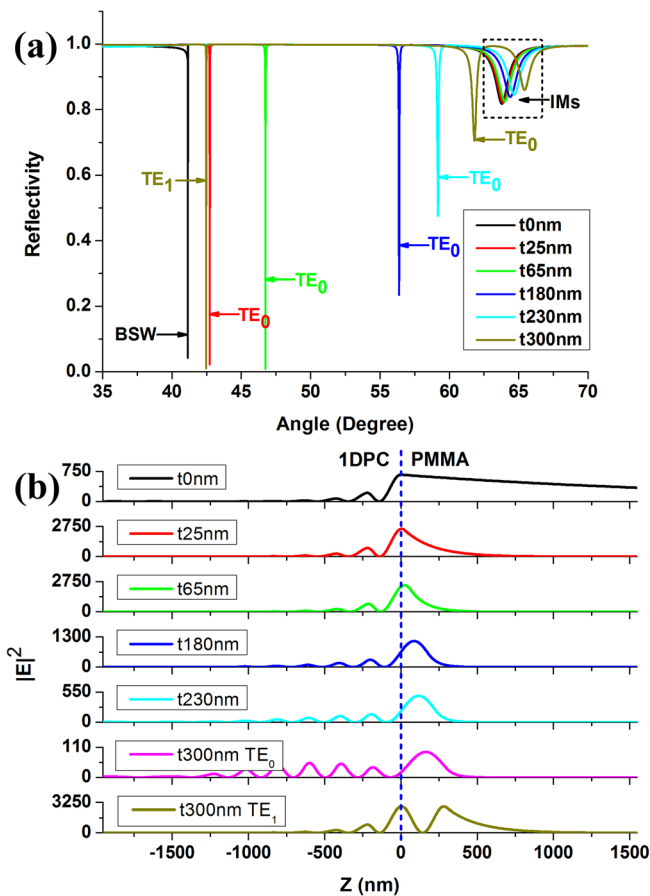 (a)
1.0
0.8
0.6
0.4
0.2
0.0
Reflectivity
BSW
TE1
TE0
TE0
TE0
TE0
TE0
IMs
t0nm
t25nm
t65nm
t180nm
t230nm
t300nm
35 40 45 50 55 60 65 70
Angle (Degree)
(b)
1DPC PMMA
750
0
t0nm
2750
0
t25nm
2750
0
t65nm
1300
0
t180nm
550
0
t230nm
110
0
t300nm TE0
3250
0
t300nm TE1
|E|2
-1500 -1000 -500 0 500 1000 1500
Z (nm)